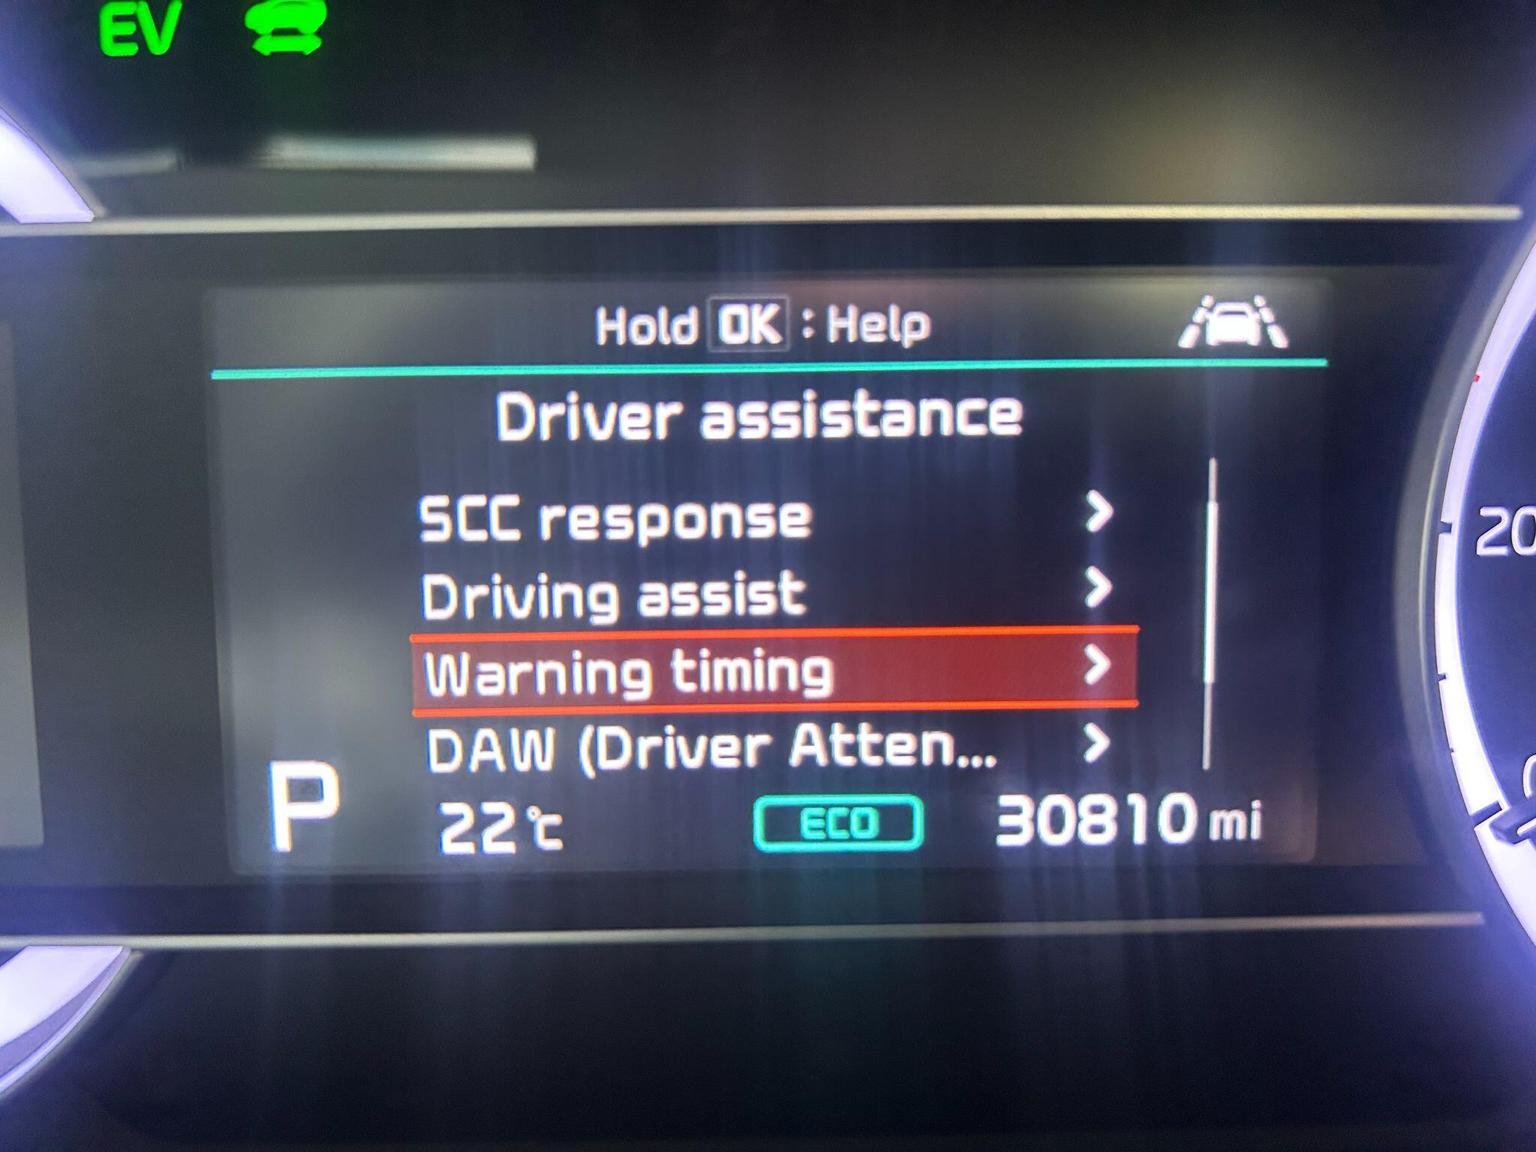 EV
Hold OK : Help
Driver assistance
SCC response
Driving assist
Warning timing
DAW (Driver Atten...
P
22°C
ECO
30810 mi
20